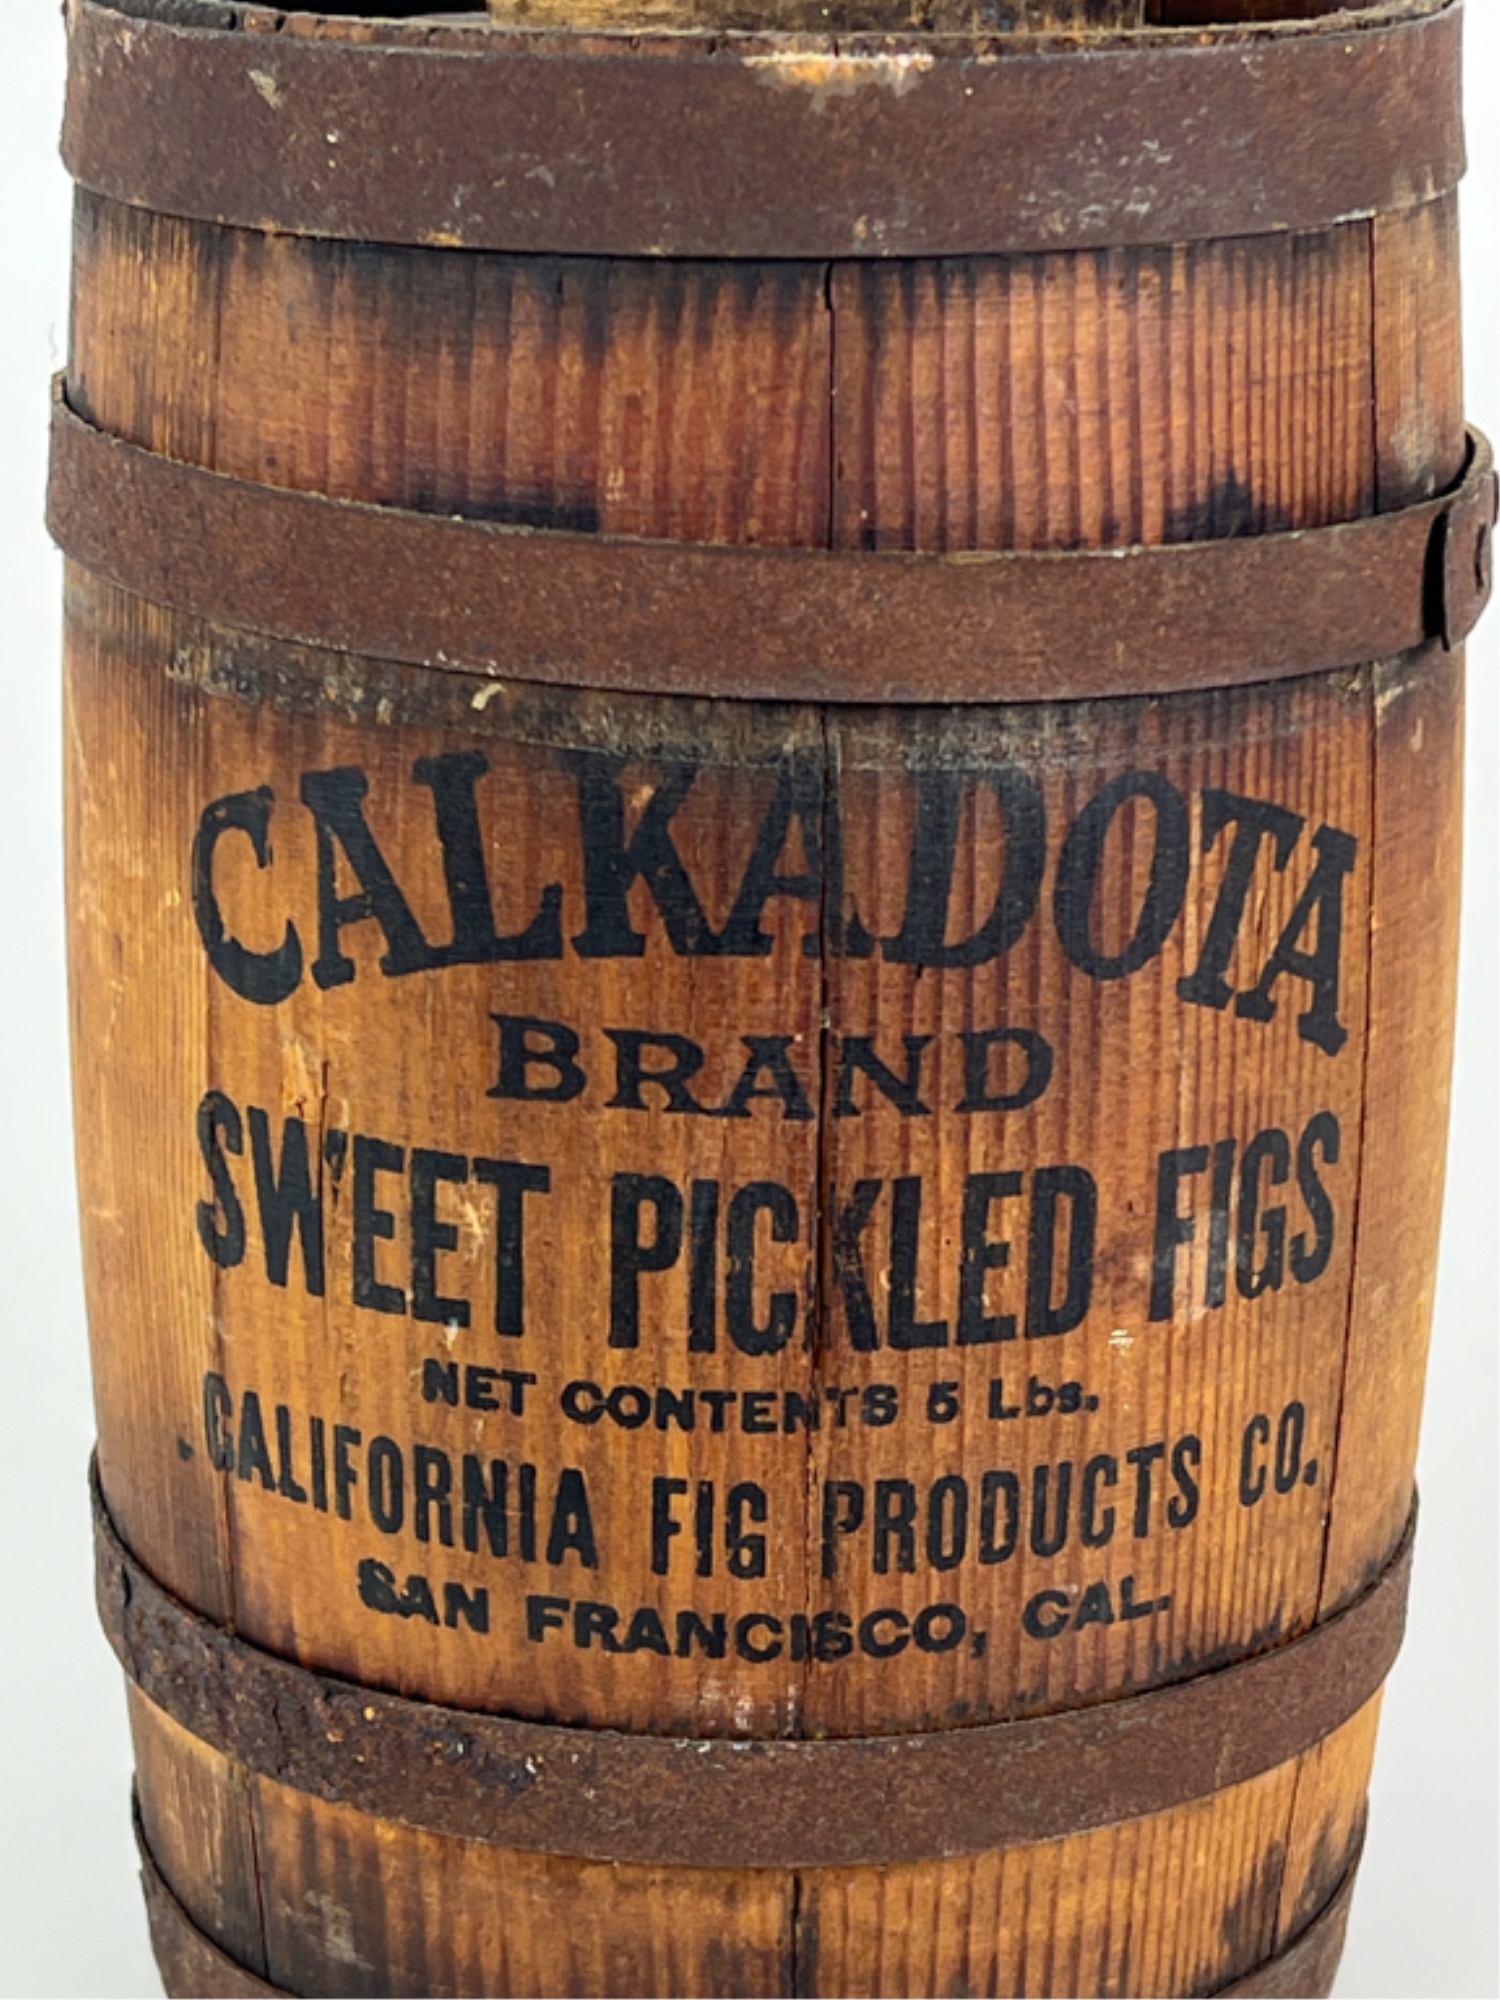 CALKADOTA
BRAND
SWEET PICKLED FIGS
NET CONTENTS 5 Lbs.
CALIFORNIA FIG PRODUCTS CO.
SAN FRANCISCO, CAL.